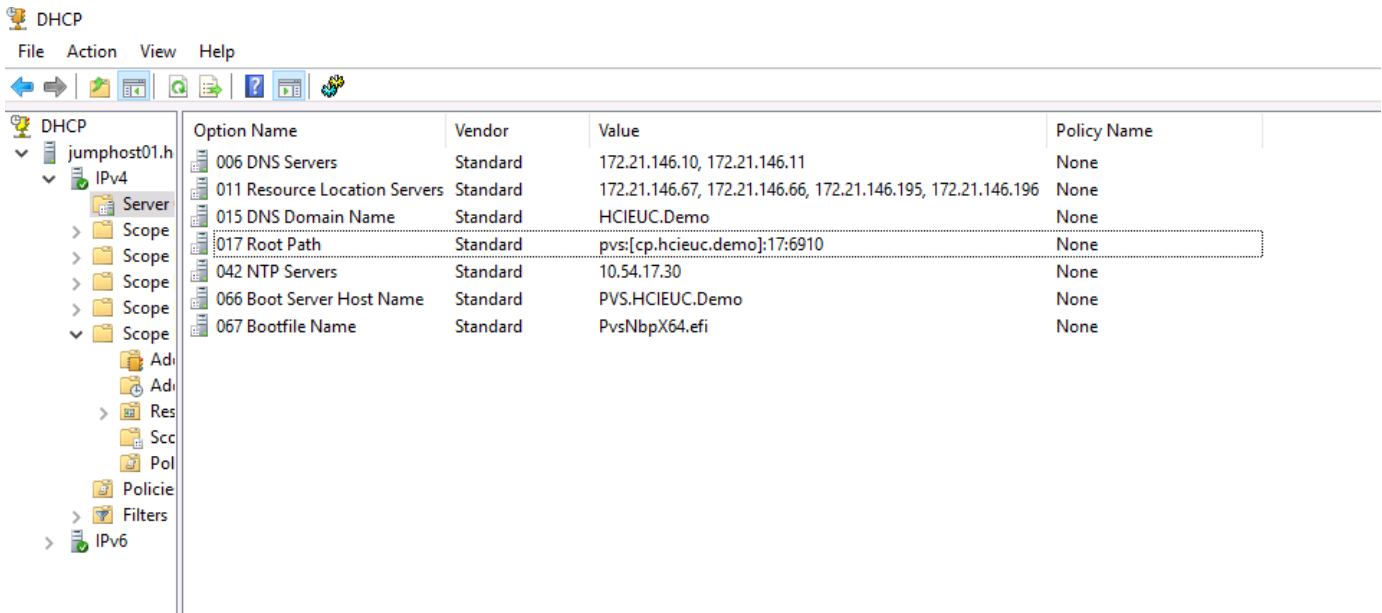 DHCP
File Action View Help
DHCP
jumphost01.h
IPv4
Server
Scope
Scope
Scope
Scope
Scope
Ad
Ad
Res
Sco
Pol
Policie
Filters
IPv6
Option Name Vendor Value Policy Name
006 DNS Servers Standard 172.21.146.10, 172.21.146.11 None
011 Resource Location Servers Standard 172.21.146.67, 172.21.146.66, 172.21.146.195, 172.21.146.196 None
015 DNS Domain Name Standard HCIEUC.Demo None
017 Root Path Standard pvs:[cp.hcieuc.demo]:17:6910 None
042 NTP Servers Standard 10.54.17.30 None
066 Boot Server Host Name Standard PVS.HCIEUC.Demo None
067 Bootfile Name Standard PvsNbpX64.efi None